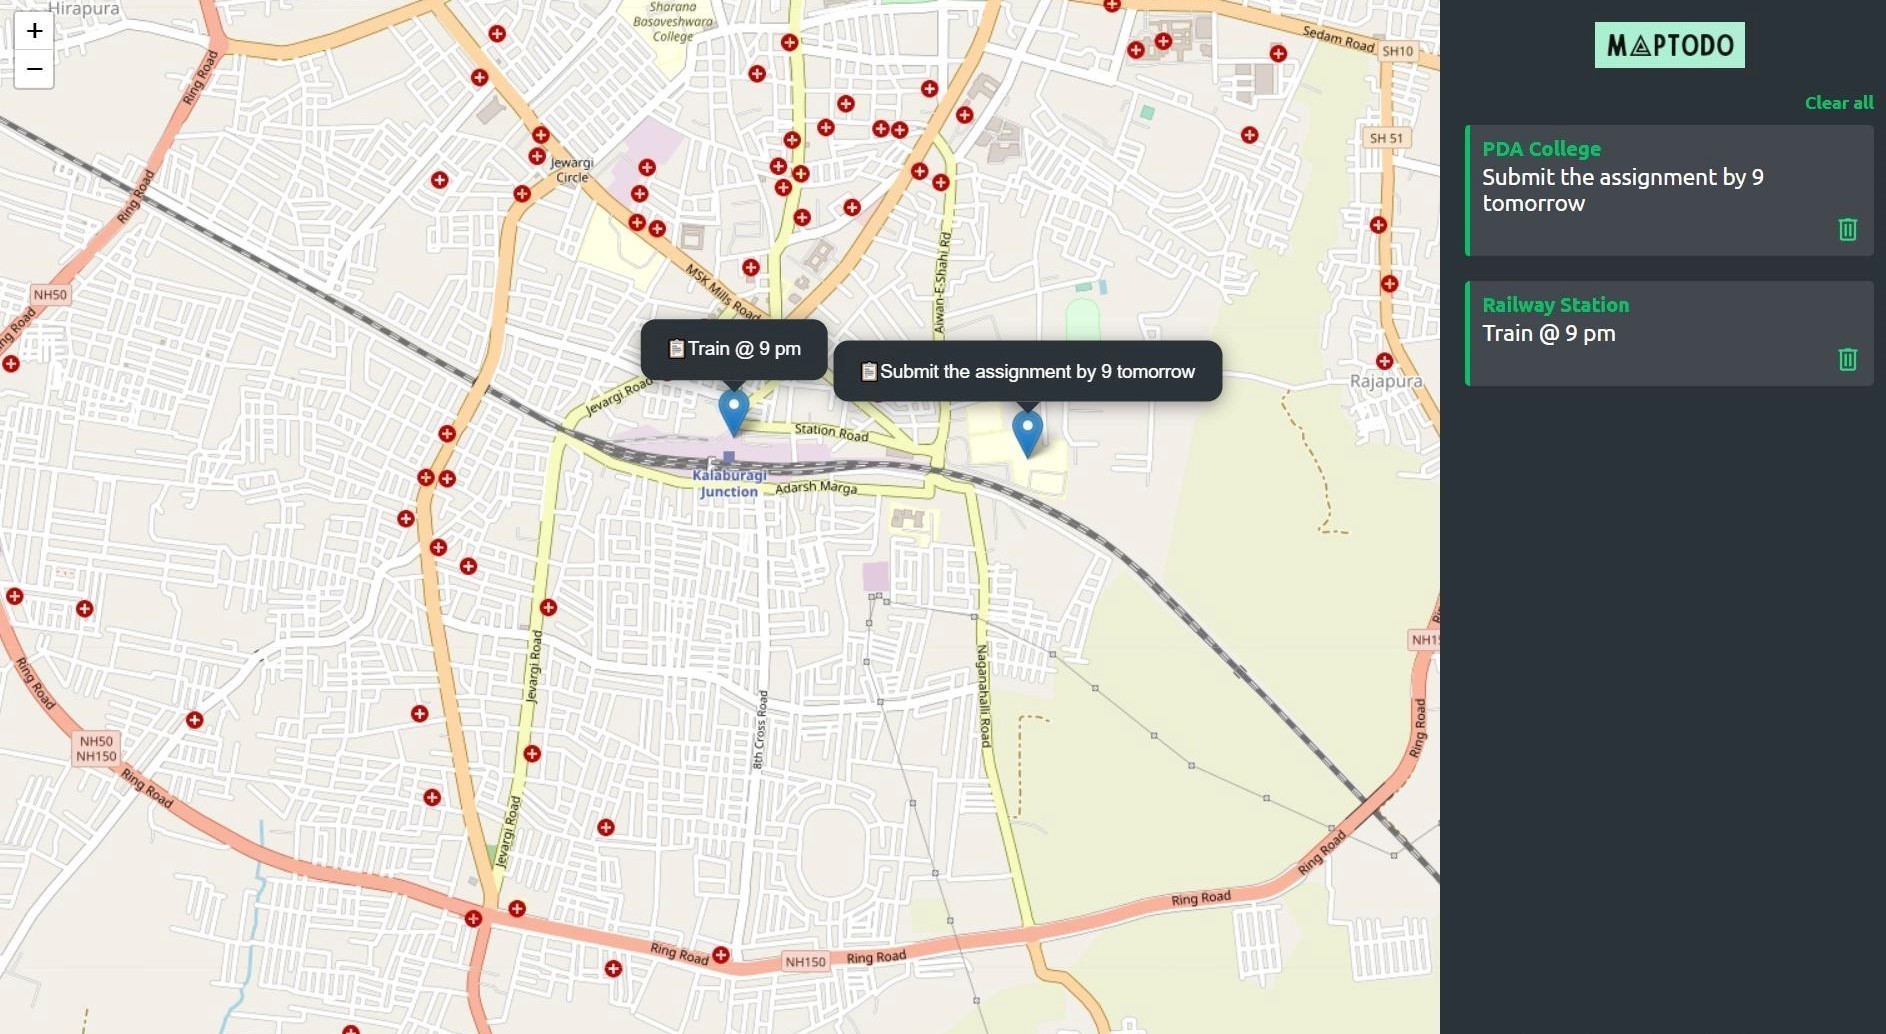 Hirapura
+
−
Sharana
Basaveshwara
College
Sedam Road
SH10
Ring Road
SH 51
Jewargi
Circle
Ring Road
MSK Mills Road
Aiwan-E-Shahi Rd
NH50
Ring Road
📋Train @ 9 pm
📋Submit the assignment by 9 tomorrow
Rajapura
Jevargi Road
Station Road
Kalaburagi
Junction
Adarsh Marga
Jevargi Road
Naganahalli Road
8th Cross Road
Ring Road
NH50
NH150
Ring Road
Jevargi Road
Ring Road
Ring Road
Ring Road
Ring Road
NH150
Ring Road
MAPTODO
Clear all
PDA College
Submit the assignment by 9
tomorrow
Railway Station
Train @ 9 pm